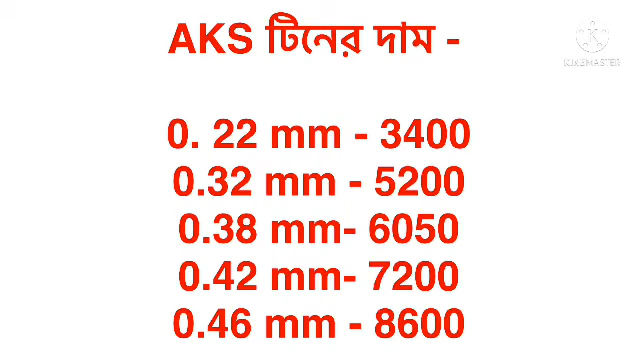 AKS টিনের দাম -
KINEMASTER
0. 22 mm - 3400
0.32 mm - 5200
0.38 mm- 6050
0.42 mm- 7200
0.46 mm - 8600